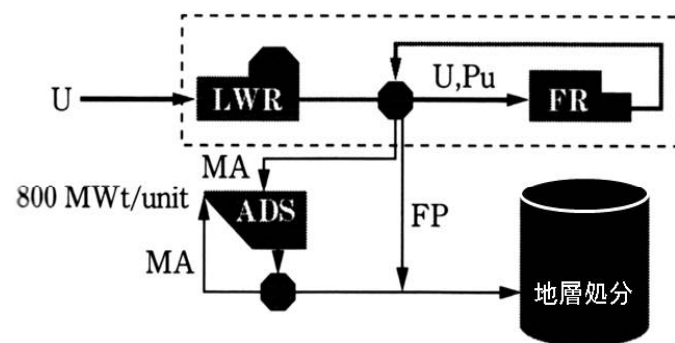 U
LWR
U,Pu
FR
MA
800 MWt/unit
ADS
FP
MA
地層処分